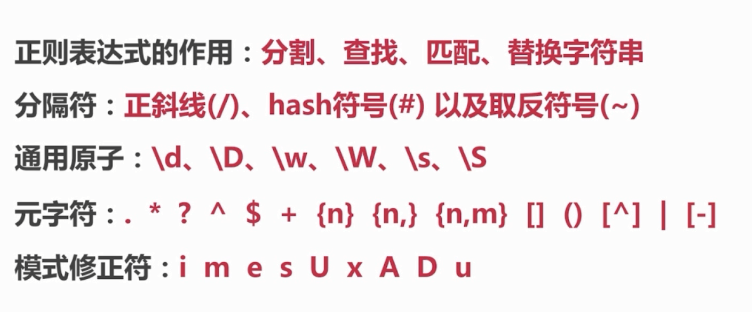 正则表达式的作用：分割、查找、匹配、替换字符串
分隔符：正斜线(/)、hash符号(#) 以及取反符号(~)
通用原子：\d、\D、\w、\W、\s、\S
元字符：. * ? ^ $ + {n} {n,} {n,m} [] () [^] | [-]
模式修正符：i m e s U x A D u